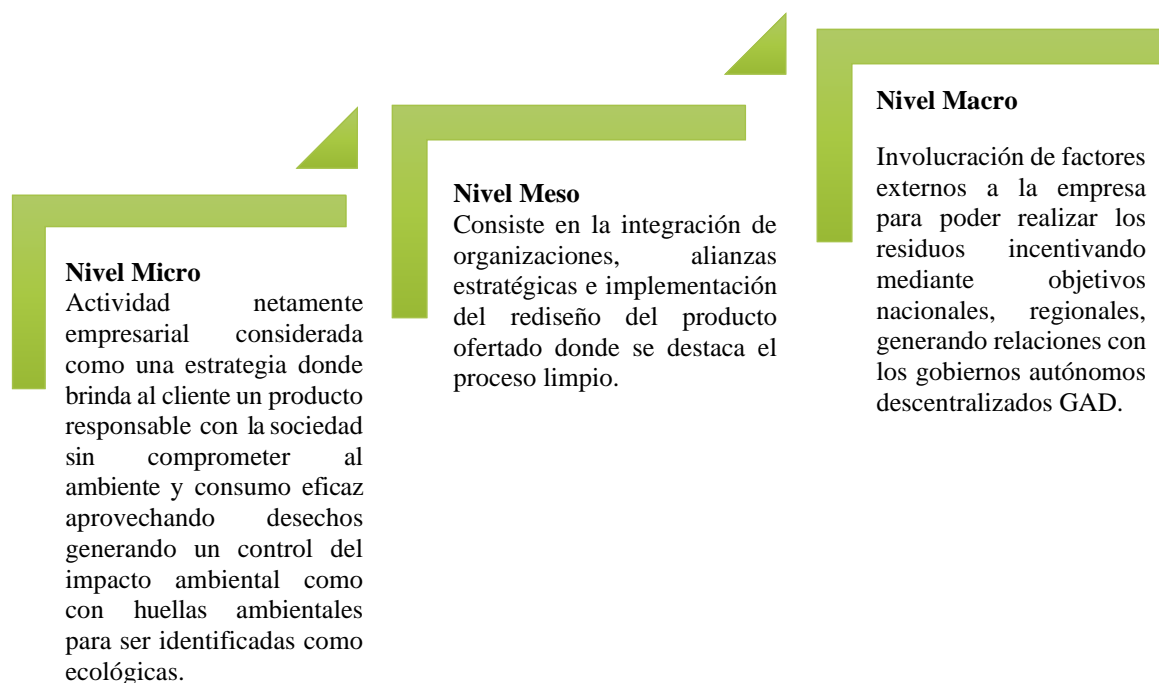 Nivel Micro
Actividad netamente
empresarial considerada
como una estrategia donde
brinda al cliente un producto
responsable con la sociedad
sin comprometer al
ambiente y consumo eficaz
aprovechando desechos
generando un control del
impacto ambiental como
con huellas ambientales
para ser identificadas como
ecológicas.
Nivel Meso
Consiste en la integración de
organizaciones, alianzas
estratégicas e implementación
del rediseño del producto
ofertado donde se destaca el
proceso limpio.
Nivel Macro
Involucración de factores
externos a la empresa
para poder realizar los
residuos incentivando
mediante objetivos
nacionales, regionales,
generando relaciones con
los gobiernos autónomos
descentralizados GAD.